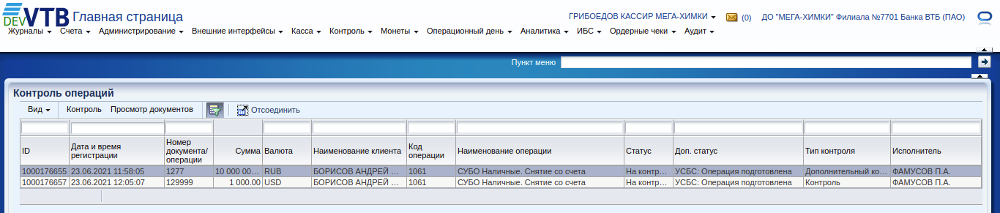 DEV VTB Главная страница ГРИБОЕДОВ КАССИР МЕГА-ХИМКИ (0) ДО "МЕГА-ХИМКИ" Филиала №7701 Банка ВТБ (ПАО)
Журналы Счета Администрирование Внешние интерфейсы Касса Контроль Монеты Операционный день Аналитика ИБС Ордерные чеки Аудит
Пункт меню
Контроль операций
Вид Контроль Просмотр документов Отсоединить
ID Дата и время регистрации Номер документа/операции Сумма Валюта Наименование клиента Код операции Наименование операции Статус Доп. статус Тип контроля Исполнитель
1000176655 23.06.2021 11:58:05 1277 10 000 00... RUB БОРИСОВ АНДРЕЙ ... 1061 СУБО Наличные. Снятие со счета На контр... УСБС: Операция подготовлена Дополнительный ко... ФАМУСОВ П.А.
1000176657 23.06.2021 12:05:07 129999 1 000.00 USD БОРИСОВ АНДРЕЙ ... 1061 СУБО Наличные. Снятие со счета На контр... УСБС: Операция подготовлена Контроль ФАМУСОВ П.А.